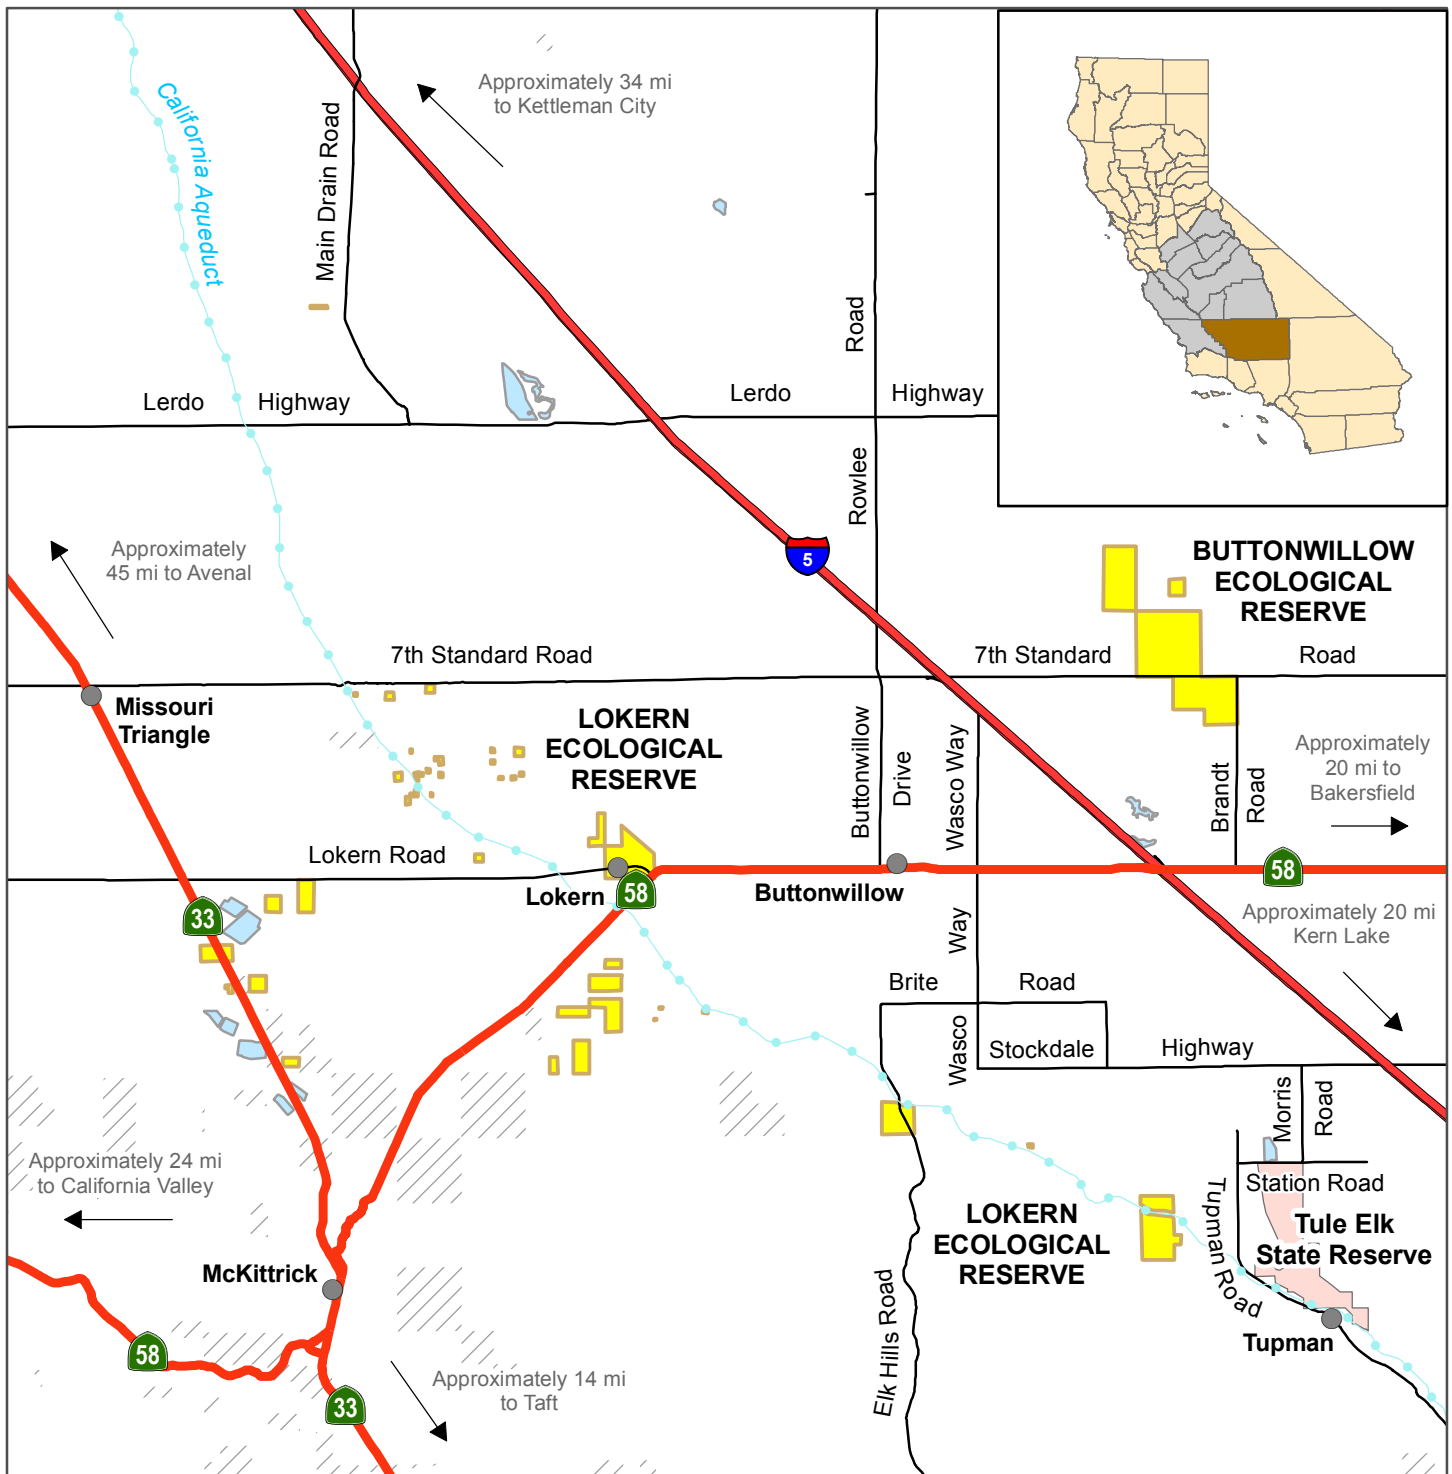 Approximately 34 mi
to Kettleman City
California Aqueduct
Main Drain Road
Road
Lerdo
Highway
Lerdo
Highway
Rowlee
5
Approximately
45 mi to Avenal
BUTTONWILLOW
ECOLOGICAL
RESERVE
7th Standard Road
7th Standard
Road
Missouri
Triangle
LOKERN
ECOLOGICAL
RESERVE
Buttonwillow
Drive
Wasco Way
Brandt
Road
Approximately
20 mi to
Bakersfield
Lokern Road
Lokern
58
Buttonwillow
58
33
Approximately 20 mi
Kern Lake
Way
Brite
Road
Wasco
Stockdale
Highway
Morris
Road
Approximately 24 mi
to California Valley
Station Road
Tupman Road
Tule Elk
State Reserve
LOKERN
ECOLOGICAL
RESERVE
McKittrick
Elk Hills Road
Tupman
58
Approximately 14 mi
to Taft
33